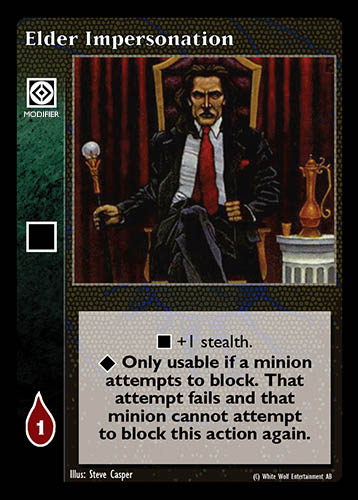 Elder Impersonation
MODIFIER
+1 stealth.
Only usable if a minion
attempts to block. That
attempt fails and that
minion cannot attempt
to block this action again.
1
Illus: Steve Casper
(C) White Wolf Entertainment AB